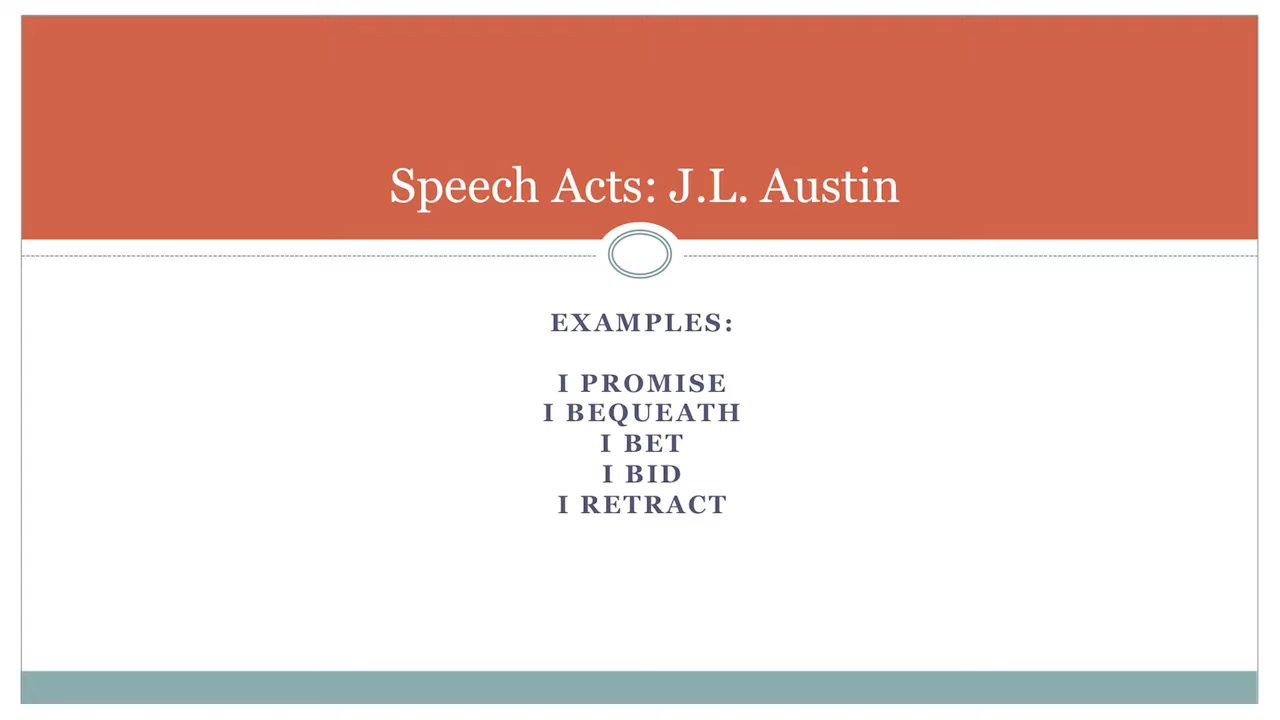 Speech Acts: J.L. Austin
EXAMPLES:
I PROMISE
I BEQUEATH
I BET
I BID
I RETRACT